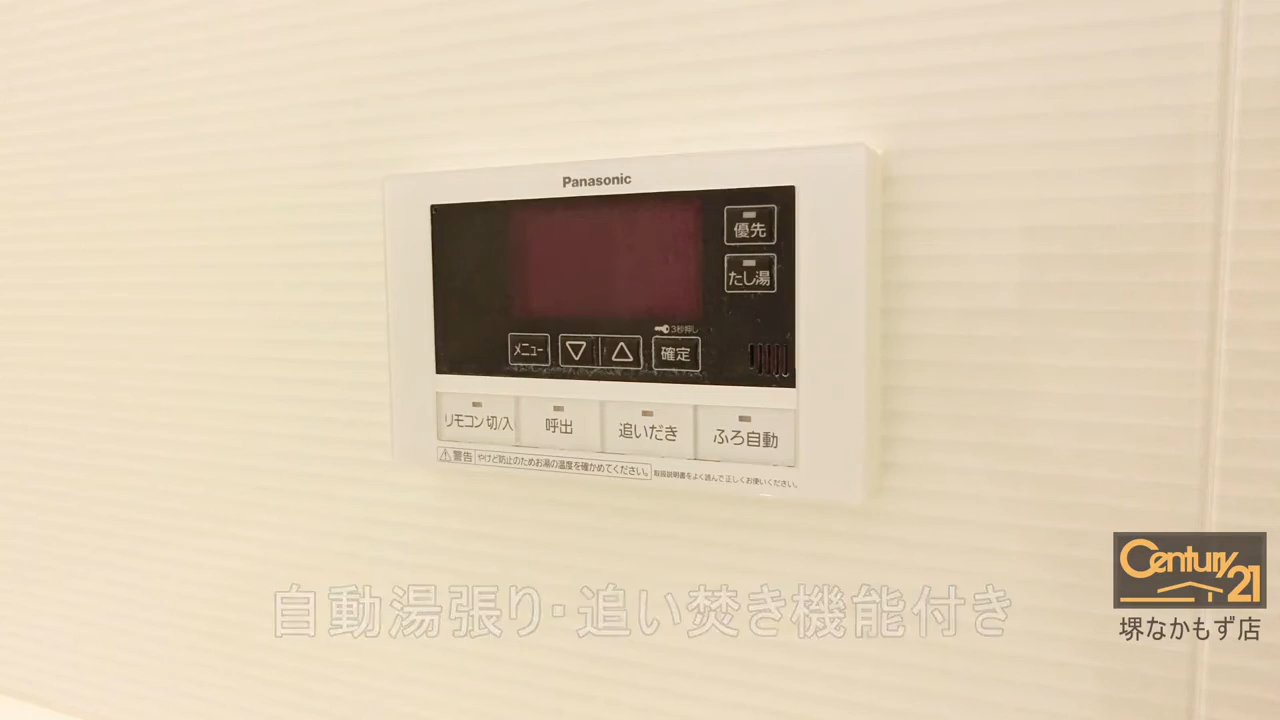 Panasonic
優先
たし湯
3秒押し
メニュー
確定
リモコン 切/入
呼出
追いだき
ふろ自動
警告 やけど防止のためお湯の温度を確かめてください。
取扱説明書をよく読んで正しくお使いください。
自動湯張り・追い焚き機能付き
Century 21
堺なかもず店